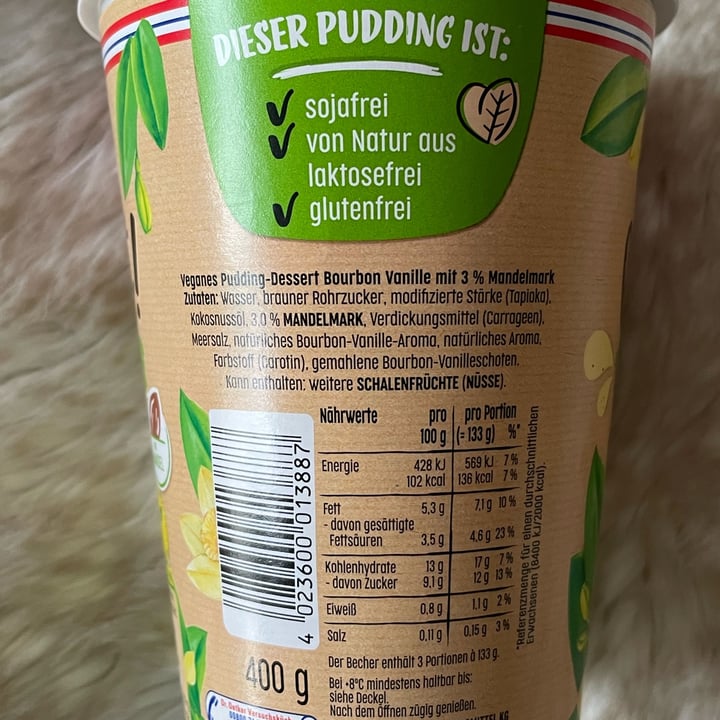 DIESER PUDDING IST:
sojafrei
von Natur aus
laktosefrei
glutenfrei
!
Veganes Pudding-Dessert Bourbon Vanille mit 3 % Mandelmark
Zutaten: Wasser, brauner Rohrzucker, modifizierte Stärke (Tapioka),
Kokosnussöl, 3,0 % MANDELMARK, Verdickungsmittel (Carrageen),
Meersalz, natürliches Bourbon-Vanille-Aroma, natürliches Aroma,
Farbstoff (Carotin), gemahlene Bourbon-Vanilleschoten.
Kann enthalten: weitere SCHALENFRÜCHTE (NÜSSE).
Nährwerte pro 100 g pro Portion (= 133 g) %*
Energie 428 kJ 569 kJ 7 %
102 kcal 136 kcal 7 %
Fett 5,3 g 7,1 g 10 %
- davon gesättigte
Fettsäuren 3,5 g 4,6 g 23 %
Kohlenhydrate 13 g 17 g 7 %
- davon Zucker 9,1 g 12 g 13 %
Eiweiß 0,8 g 1,1 g 2 %
Salz 0,11 g 0,15 g 3 %
*Referenzmenge für einen durchschnittlichen
Erwachsenen (8400 kJ/2000 kcal).
4 023600 013887
400 g
Der Becher enthält 3 Portionen à 133 g.
Bei +8°C mindestens haltbar bis:
siehe Deckel.
Nach dem Öffnen zügig genießen.
Dr. Oetker Versuchsküche